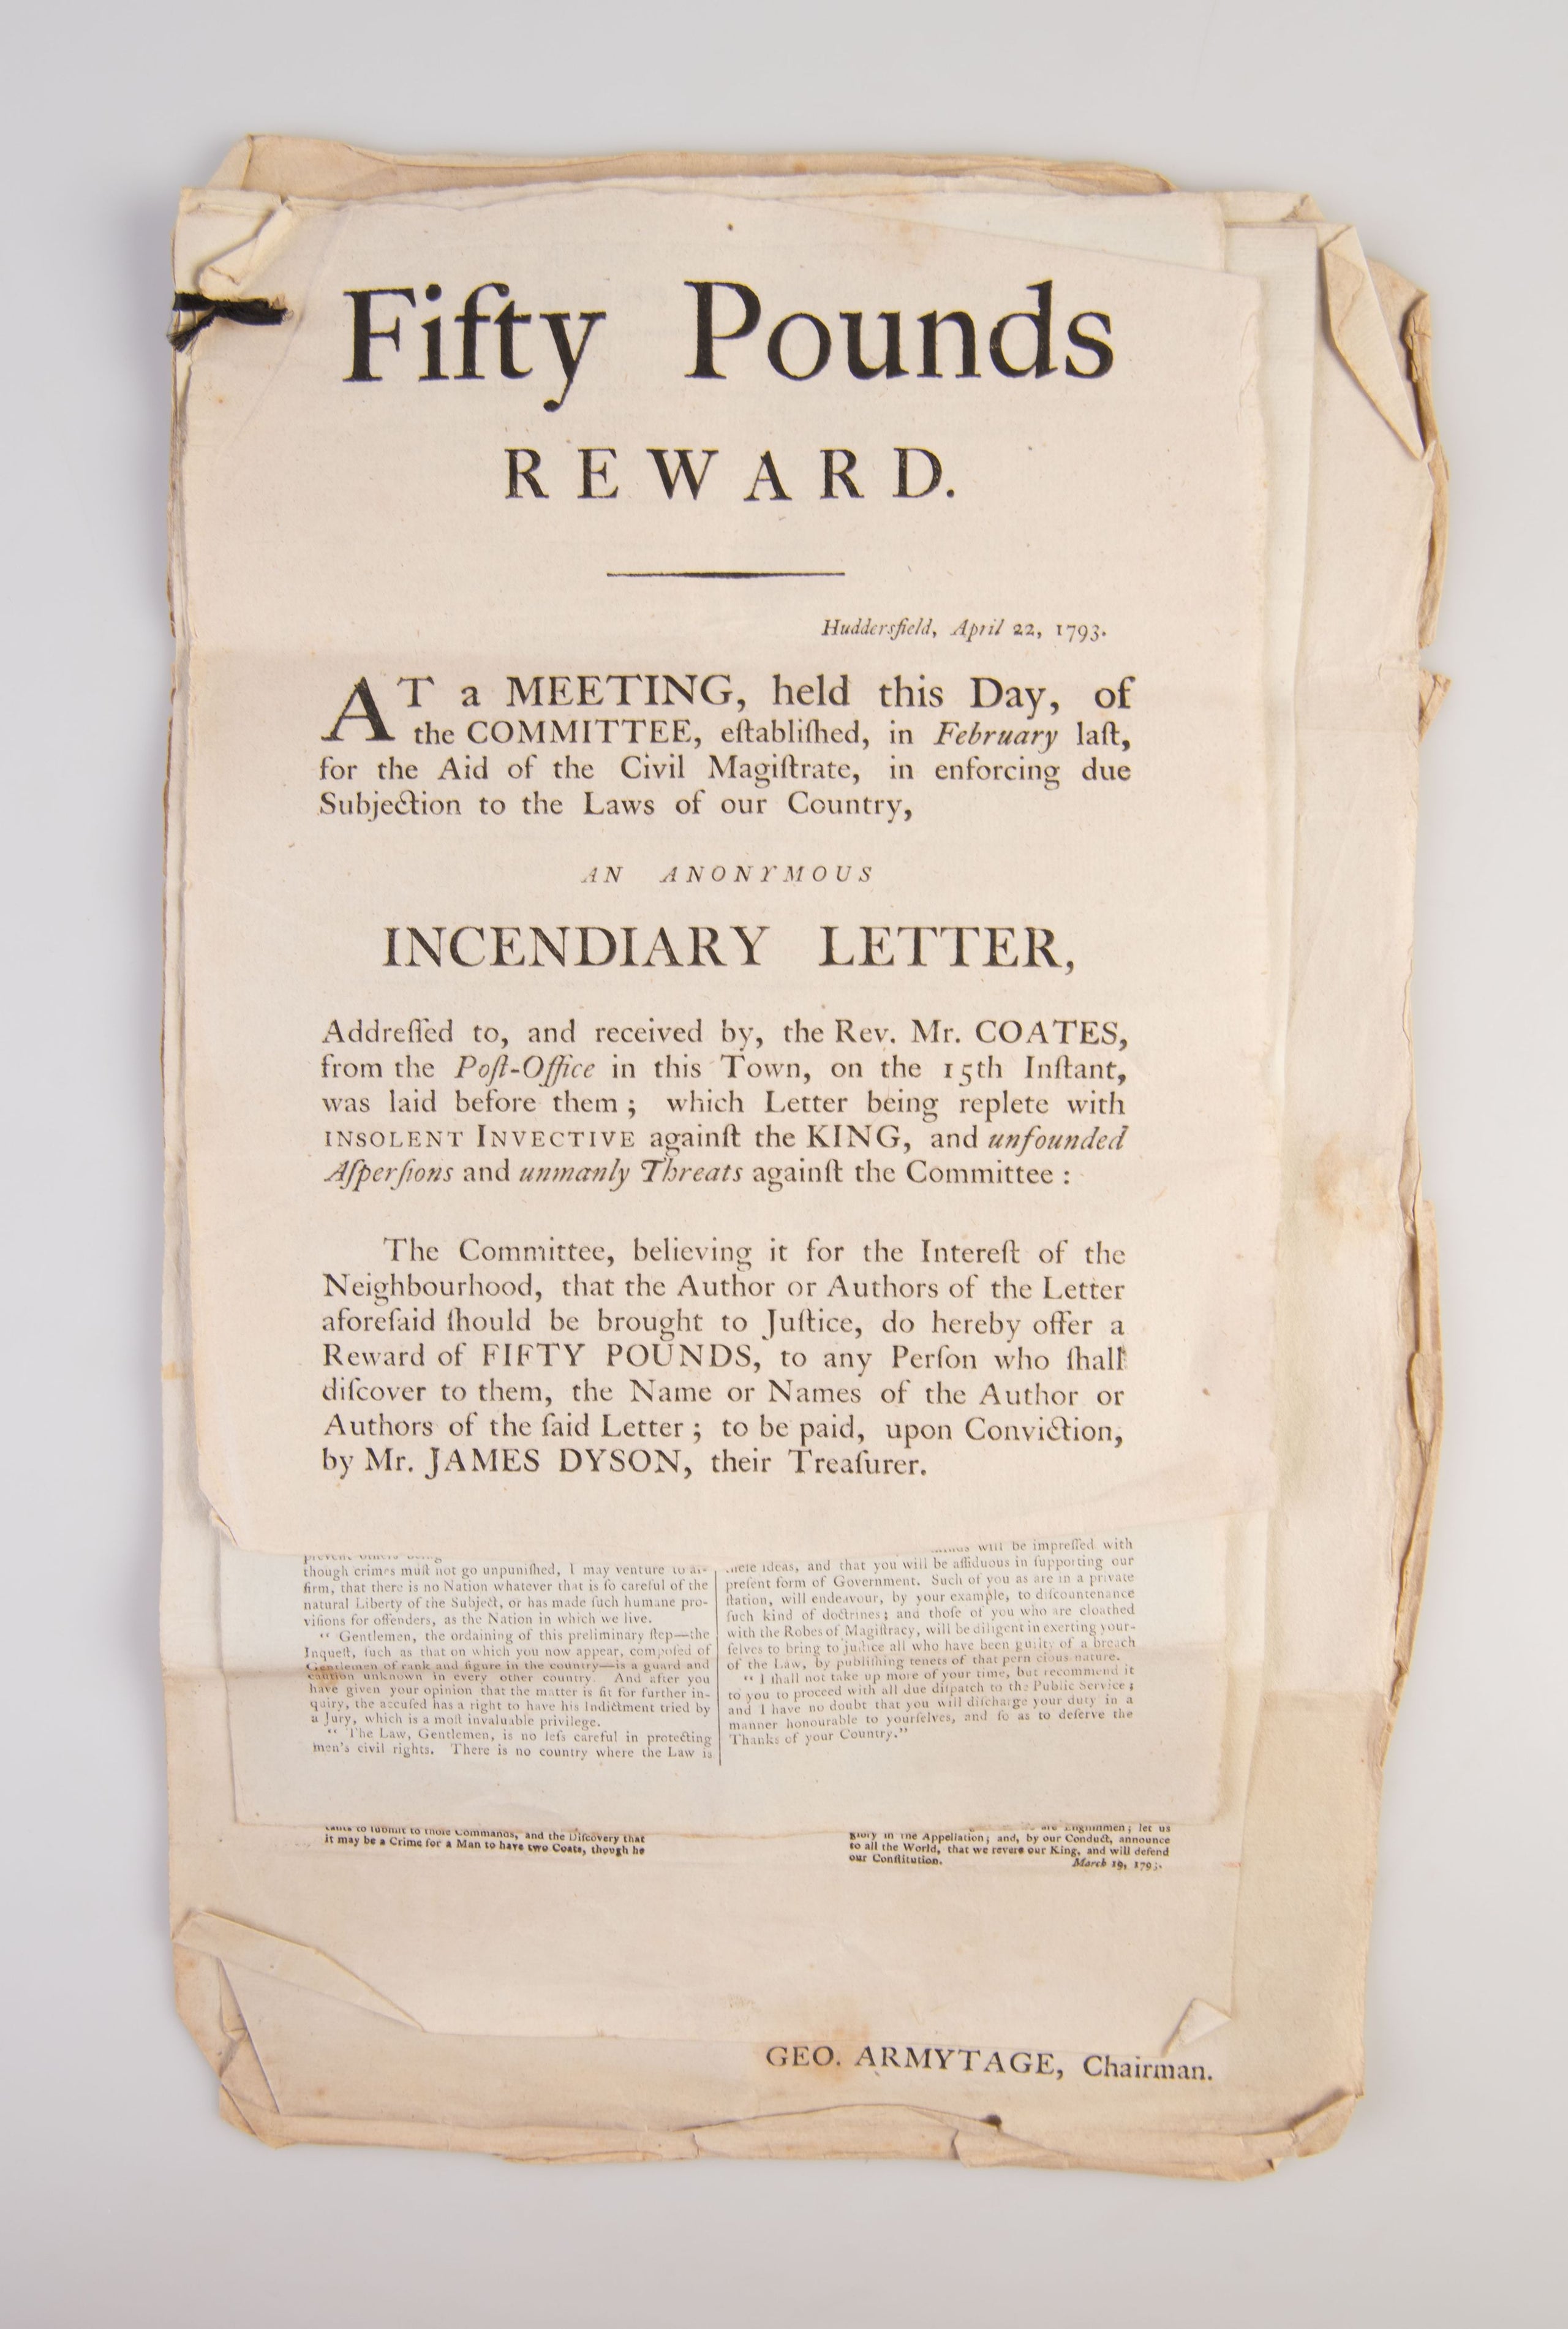 Fifty Pounds
REWARD.
Huddersfield, April 22, 1793.
AT a MEETING, held this Day, of
the COMMITTEE, eſtabliſhed, in February laſt,
for the Aid of the Civil Magiſtrate, in enforcing due
Subjection to the Laws of our Country,
AN ANONYMOUS
INCENDIARY LETTER,
Addreſſed to, and received by, the Rev. Mr. COATES,
from the Poſt-Office in this Town, on the 15th Inſtant,
was laid before them; which Letter being replete with
INSOLENT INVECTIVE againſt the KING, and unfounded
Aſperſions and unmanly Threats againſt the Committee:
The Committee, believing it for the Intereſt of the
Neighbourhood, that the Author or Authors of the Letter
aforeſaid ſhould be brought to Juſtice, do hereby offer a
Reward of FIFTY POUNDS, to any Perſon who ſhall
diſcover to them, the Name or Names of the Author or
Authors of the ſaid Letter; to be paid, upon Conviction,
by Mr. JAMES DYSON, their Treaſurer.
though crimes muſt not go unpuniſhed, I may venture to af-
firm, that there is no Nation whatever that is ſo careful of the
natural Liberty of the Subject, or has made ſuch humane pro-
viſions for offenders, as the Nation in which we live.
“ Gentlemen, the ordaining of this preliminary ſtep—the
Inqueſt, ſuch as that on which you now appear, compoſed of
Gentlemen of rank and figure in the country—is a guard and
caution unknown in every other country. And after you
have given your opinion that the matter is fit for further in-
quiry, the accuſed has a right to have his Indictment tried by
a Jury, which is a moſt invaluable privilege.
“ The Law, Gentlemen, is no leſs careful in protecting
men's civil rights. There is no country where the Law is
will be impreſſed with
theſe ideas, and that you will be aſſiduous in ſupporting our
preſent form of Government. Such of you as are in a private
ſtation, will endeavour, by your example, to diſcountenance
ſuch kind of doctrines; and thoſe of you who are cloathed
with the Robes of Magiſtracy, will be diligent in exerting your-
ſelves to bring to juſtice all who have been guilty of a breach
of the Law, by publiſhing tenets of that pernicious nature.
“ I ſhall not take up more of your time, but recommend it
to you to proceed with all due diſpatch to the Public Service;
and I have no doubt that you will diſcharge your duty in a
manner honourable to yourſelves, and ſo as to deſerve the
Thanks of your Country.”
to ſubmit to thoſe Commands, and the Diſcovery that
it may be a Crime for a Man to have two Coats, though he
are Engliſhmen; let us
glory in the Appellation; and, by our Conduct, announce
to all the World, that we revere our King, and will defend
our Conſtitution. March 19, 1793.
GEO. ARMYTAGE, Chairman.